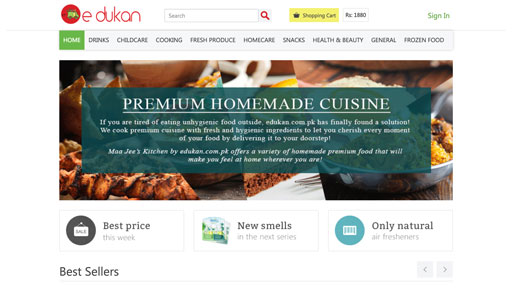 e dukan
Search
Shopping Cart
Rs: 1880
Sign In
HOME DRINKS CHILDCARE COOKING FRESH PRODUCE HOMECARE SNACKS HEALTH & BEAUTY GENERAL FROZEN FOOD
PREMIUM HOMEMADE CUISINE
If you are tired of eating unhygienic food outside, edukan.com.pk has finally found a solution!
We cook premium cuisine with fresh and hygienic ingredients to let you cherish every moment
of your food by delivering it to your doorstep!
Maa Jee's Kitchen by edukan.com.pk offers a variety of homemade premium food that will
make you feel at home wherever you are!
SALE
Best price
this week
New smells
in the next series
Only natural
air fresheners
Best Sellers